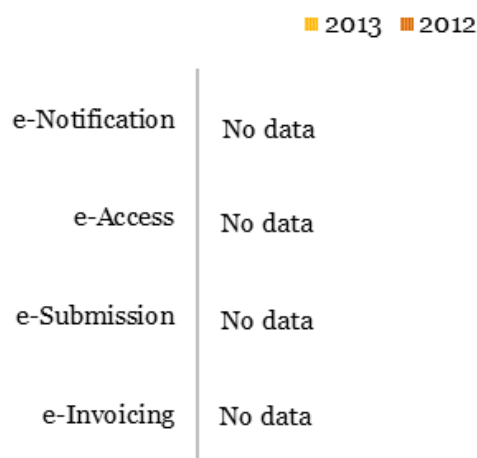 2013 2012
e-Notification No data
e-Access No data
e-Submission No data
e-Invoicing No data